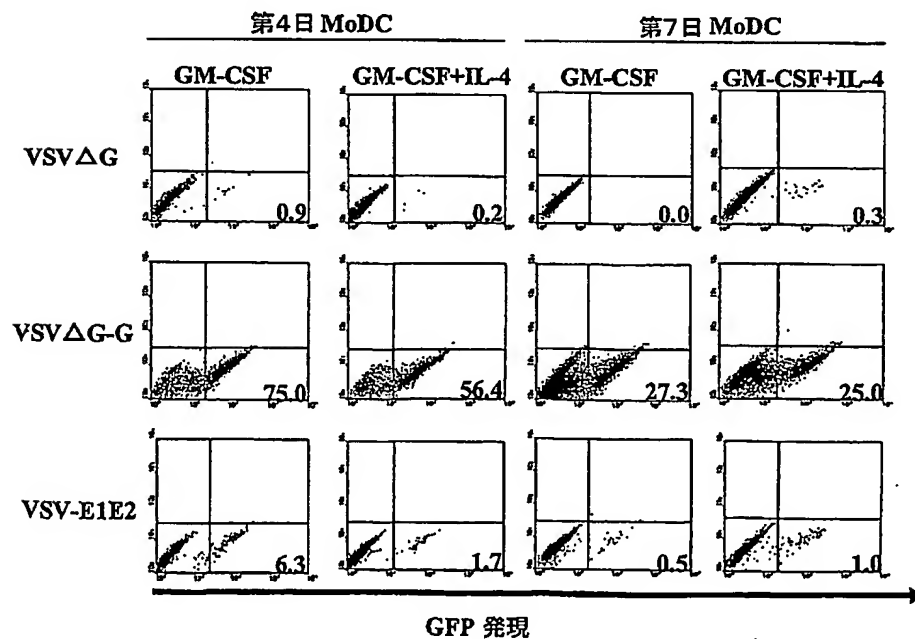 第4日 MoDC 第7日 MoDC
GM-CSF GM-CSF+IL-4 GM-CSF GM-CSF+IL-4
VSV△G
0.9 0.2 0.0 0.3
VSV△G-G
75.0 56.4 27.3 25.0
VSV-E1E2
6.3 1.7 0.5 1.0
GFP 発現